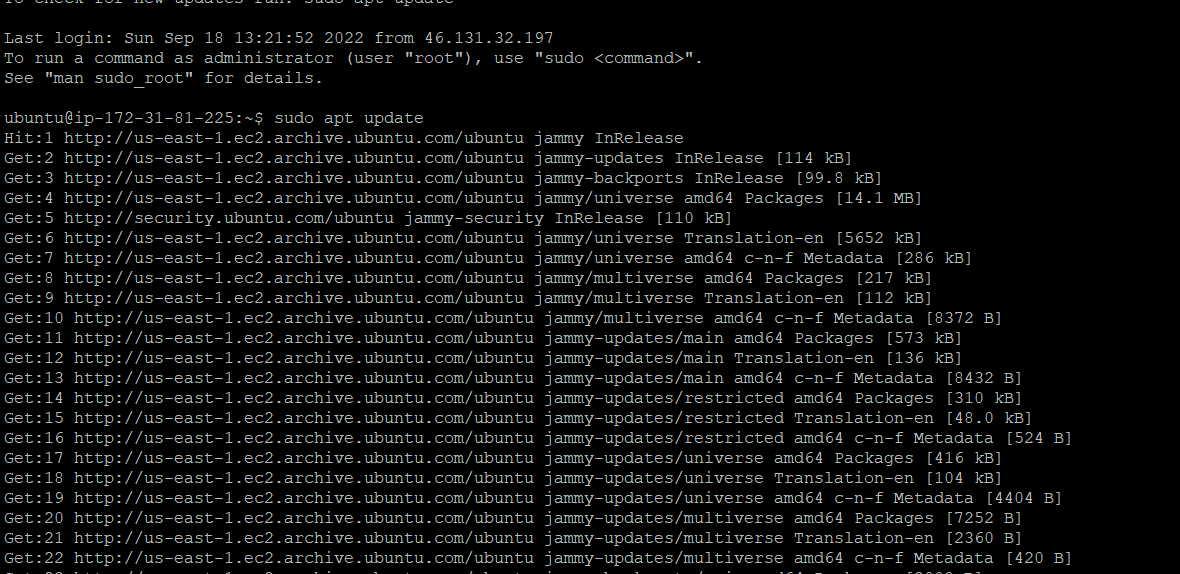 To check for new updates run: sudo apt update
Last login: Sun Sep 18 13:21:52 2022 from 46.131.32.197
To run a command as administrator (user "root"), use "sudo <command>".
See "man sudo_root" for details.
ubuntu@ip-172-31-81-225:~$ sudo apt update
Hit:1 http://us-east-1.ec2.archive.ubuntu.com/ubuntu jammy InRelease
Get:2 http://us-east-1.ec2.archive.ubuntu.com/ubuntu jammy-updates InRelease [114 kB]
Get:3 http://us-east-1.ec2.archive.ubuntu.com/ubuntu jammy-backports InRelease [99.8 kB]
Get:4 http://us-east-1.ec2.archive.ubuntu.com/ubuntu jammy/universe amd64 Packages [14.1 MB]
Get:5 http://security.ubuntu.com/ubuntu jammy-security InRelease [110 kB]
Get:6 http://us-east-1.ec2.archive.ubuntu.com/ubuntu jammy/universe Translation-en [5652 kB]
Get:7 http://us-east-1.ec2.archive.ubuntu.com/ubuntu jammy/universe amd64 c-n-f Metadata [286 kB]
Get:8 http://us-east-1.ec2.archive.ubuntu.com/ubuntu jammy/multiverse amd64 Packages [217 kB]
Get:9 http://us-east-1.ec2.archive.ubuntu.com/ubuntu jammy/multiverse Translation-en [112 kB]
Get:10 http://us-east-1.ec2.archive.ubuntu.com/ubuntu jammy/multiverse amd64 c-n-f Metadata [8372 B]
Get:11 http://us-east-1.ec2.archive.ubuntu.com/ubuntu jammy-updates/main amd64 Packages [573 kB]
Get:12 http://us-east-1.ec2.archive.ubuntu.com/ubuntu jammy-updates/main Translation-en [136 kB]
Get:13 http://us-east-1.ec2.archive.ubuntu.com/ubuntu jammy-updates/main amd64 c-n-f Metadata [8432 B]
Get:14 http://us-east-1.ec2.archive.ubuntu.com/ubuntu jammy-updates/restricted amd64 Packages [310 kB]
Get:15 http://us-east-1.ec2.archive.ubuntu.com/ubuntu jammy-updates/restricted Translation-en [48.0 kB]
Get:16 http://us-east-1.ec2.archive.ubuntu.com/ubuntu jammy-updates/restricted amd64 c-n-f Metadata [524 B]
Get:17 http://us-east-1.ec2.archive.ubuntu.com/ubuntu jammy-updates/universe amd64 Packages [416 kB]
Get:18 http://us-east-1.ec2.archive.ubuntu.com/ubuntu jammy-updates/universe Translation-en [104 kB]
Get:19 http://us-east-1.ec2.archive.ubuntu.com/ubuntu jammy-updates/universe amd64 c-n-f Metadata [4404 B]
Get:20 http://us-east-1.ec2.archive.ubuntu.com/ubuntu jammy-updates/multiverse amd64 Packages [7252 B]
Get:21 http://us-east-1.ec2.archive.ubuntu.com/ubuntu jammy-updates/multiverse Translation-en [2360 B]
Get:22 http://us-east-1.ec2.archive.ubuntu.com/ubuntu jammy-updates/multiverse amd64 c-n-f Metadata [420 B]